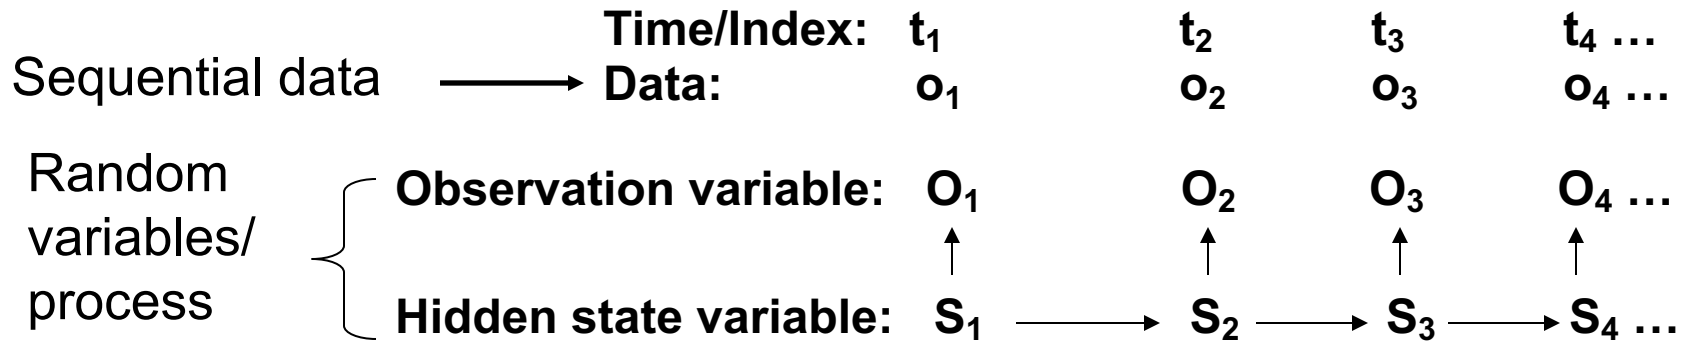 Time/Index: t₁ t₂ t₃ t₄ ...
Sequential data Data: o₁ o₂ o₃ o₄ ...
Random
variables/
process
Observation variable: O₁ O₂ O₃ O₄ ...
Hidden state variable: S₁ S₂ S₃ S₄ ...